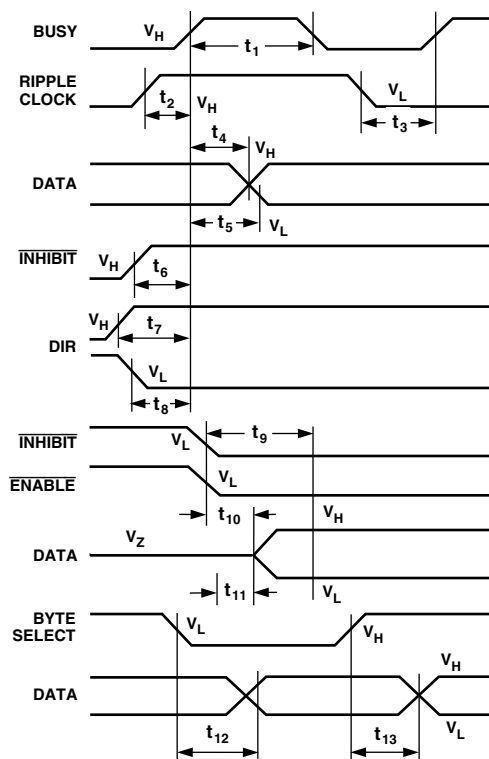 BUSY
V_H
t_1
RIPPLE
CLOCK
t_2
V_H
V_L
t_3
t_4
V_H
DATA
t_5
V_L
INHIBIT
V_H
t_6
V_H
t_7
DIR
V_L
t_8
INHIBIT
V_L
t_9
ENABLE
V_L
t_10
V_H
DATA
V_Z
t_11
V_L
BYTE
SELECT
V_L
V_H
V_H
DATA
V_L
t_12
t_13